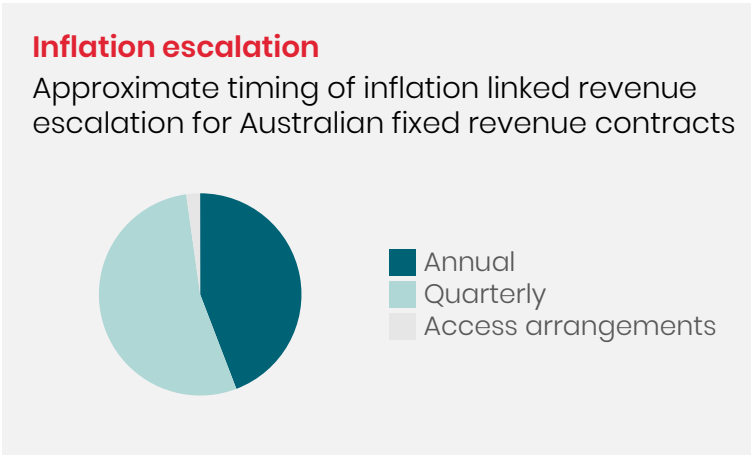 Inflation escalation
Approximate timing of inflation linked revenue
escalation for Australian fixed revenue contracts
Annual
Quarterly
Access arrangements